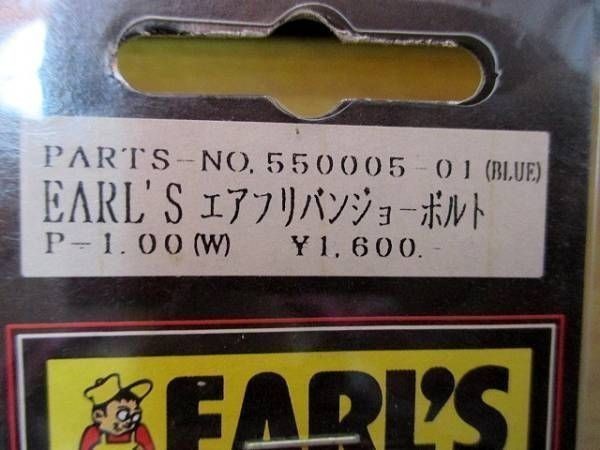 PARTS-NO.550005-01(BLUE)
EARL'S エアフリバンジョーボルト
P-1.00(W) ¥1,600.-
EARL'S